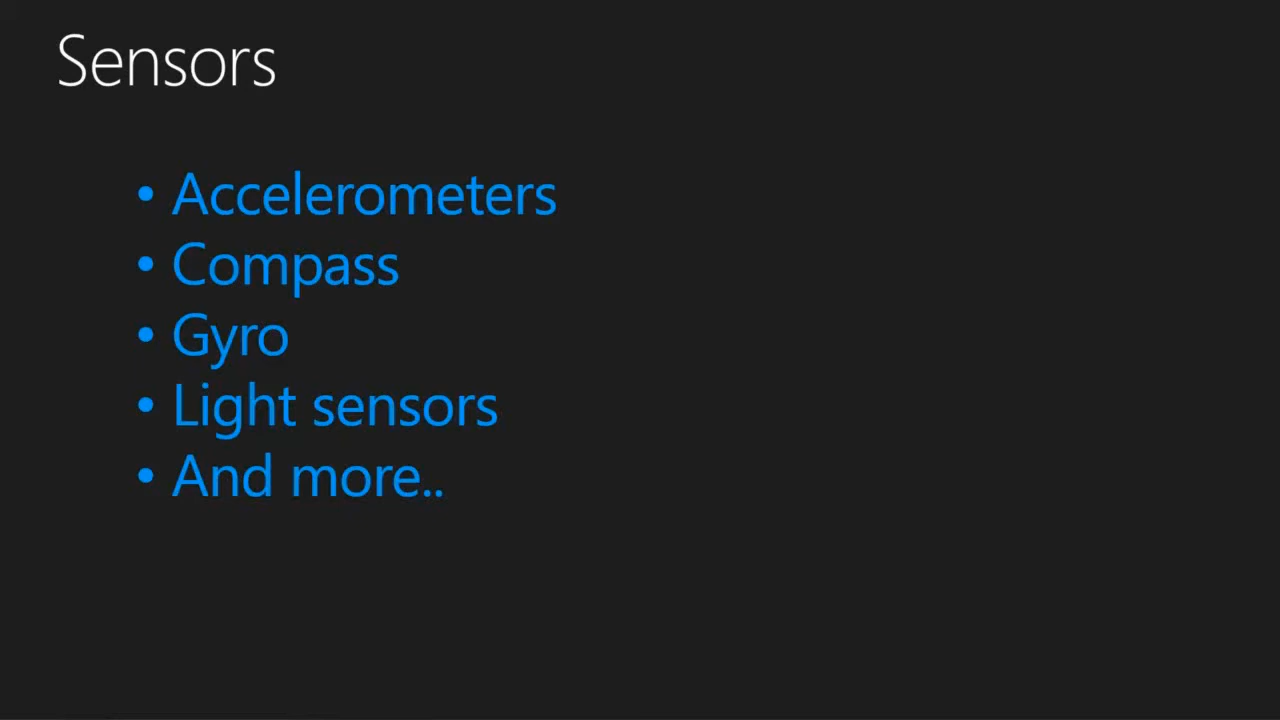 Sensors
• Accelerometers
• Compass
• Gyro
• Light sensors
• And more..